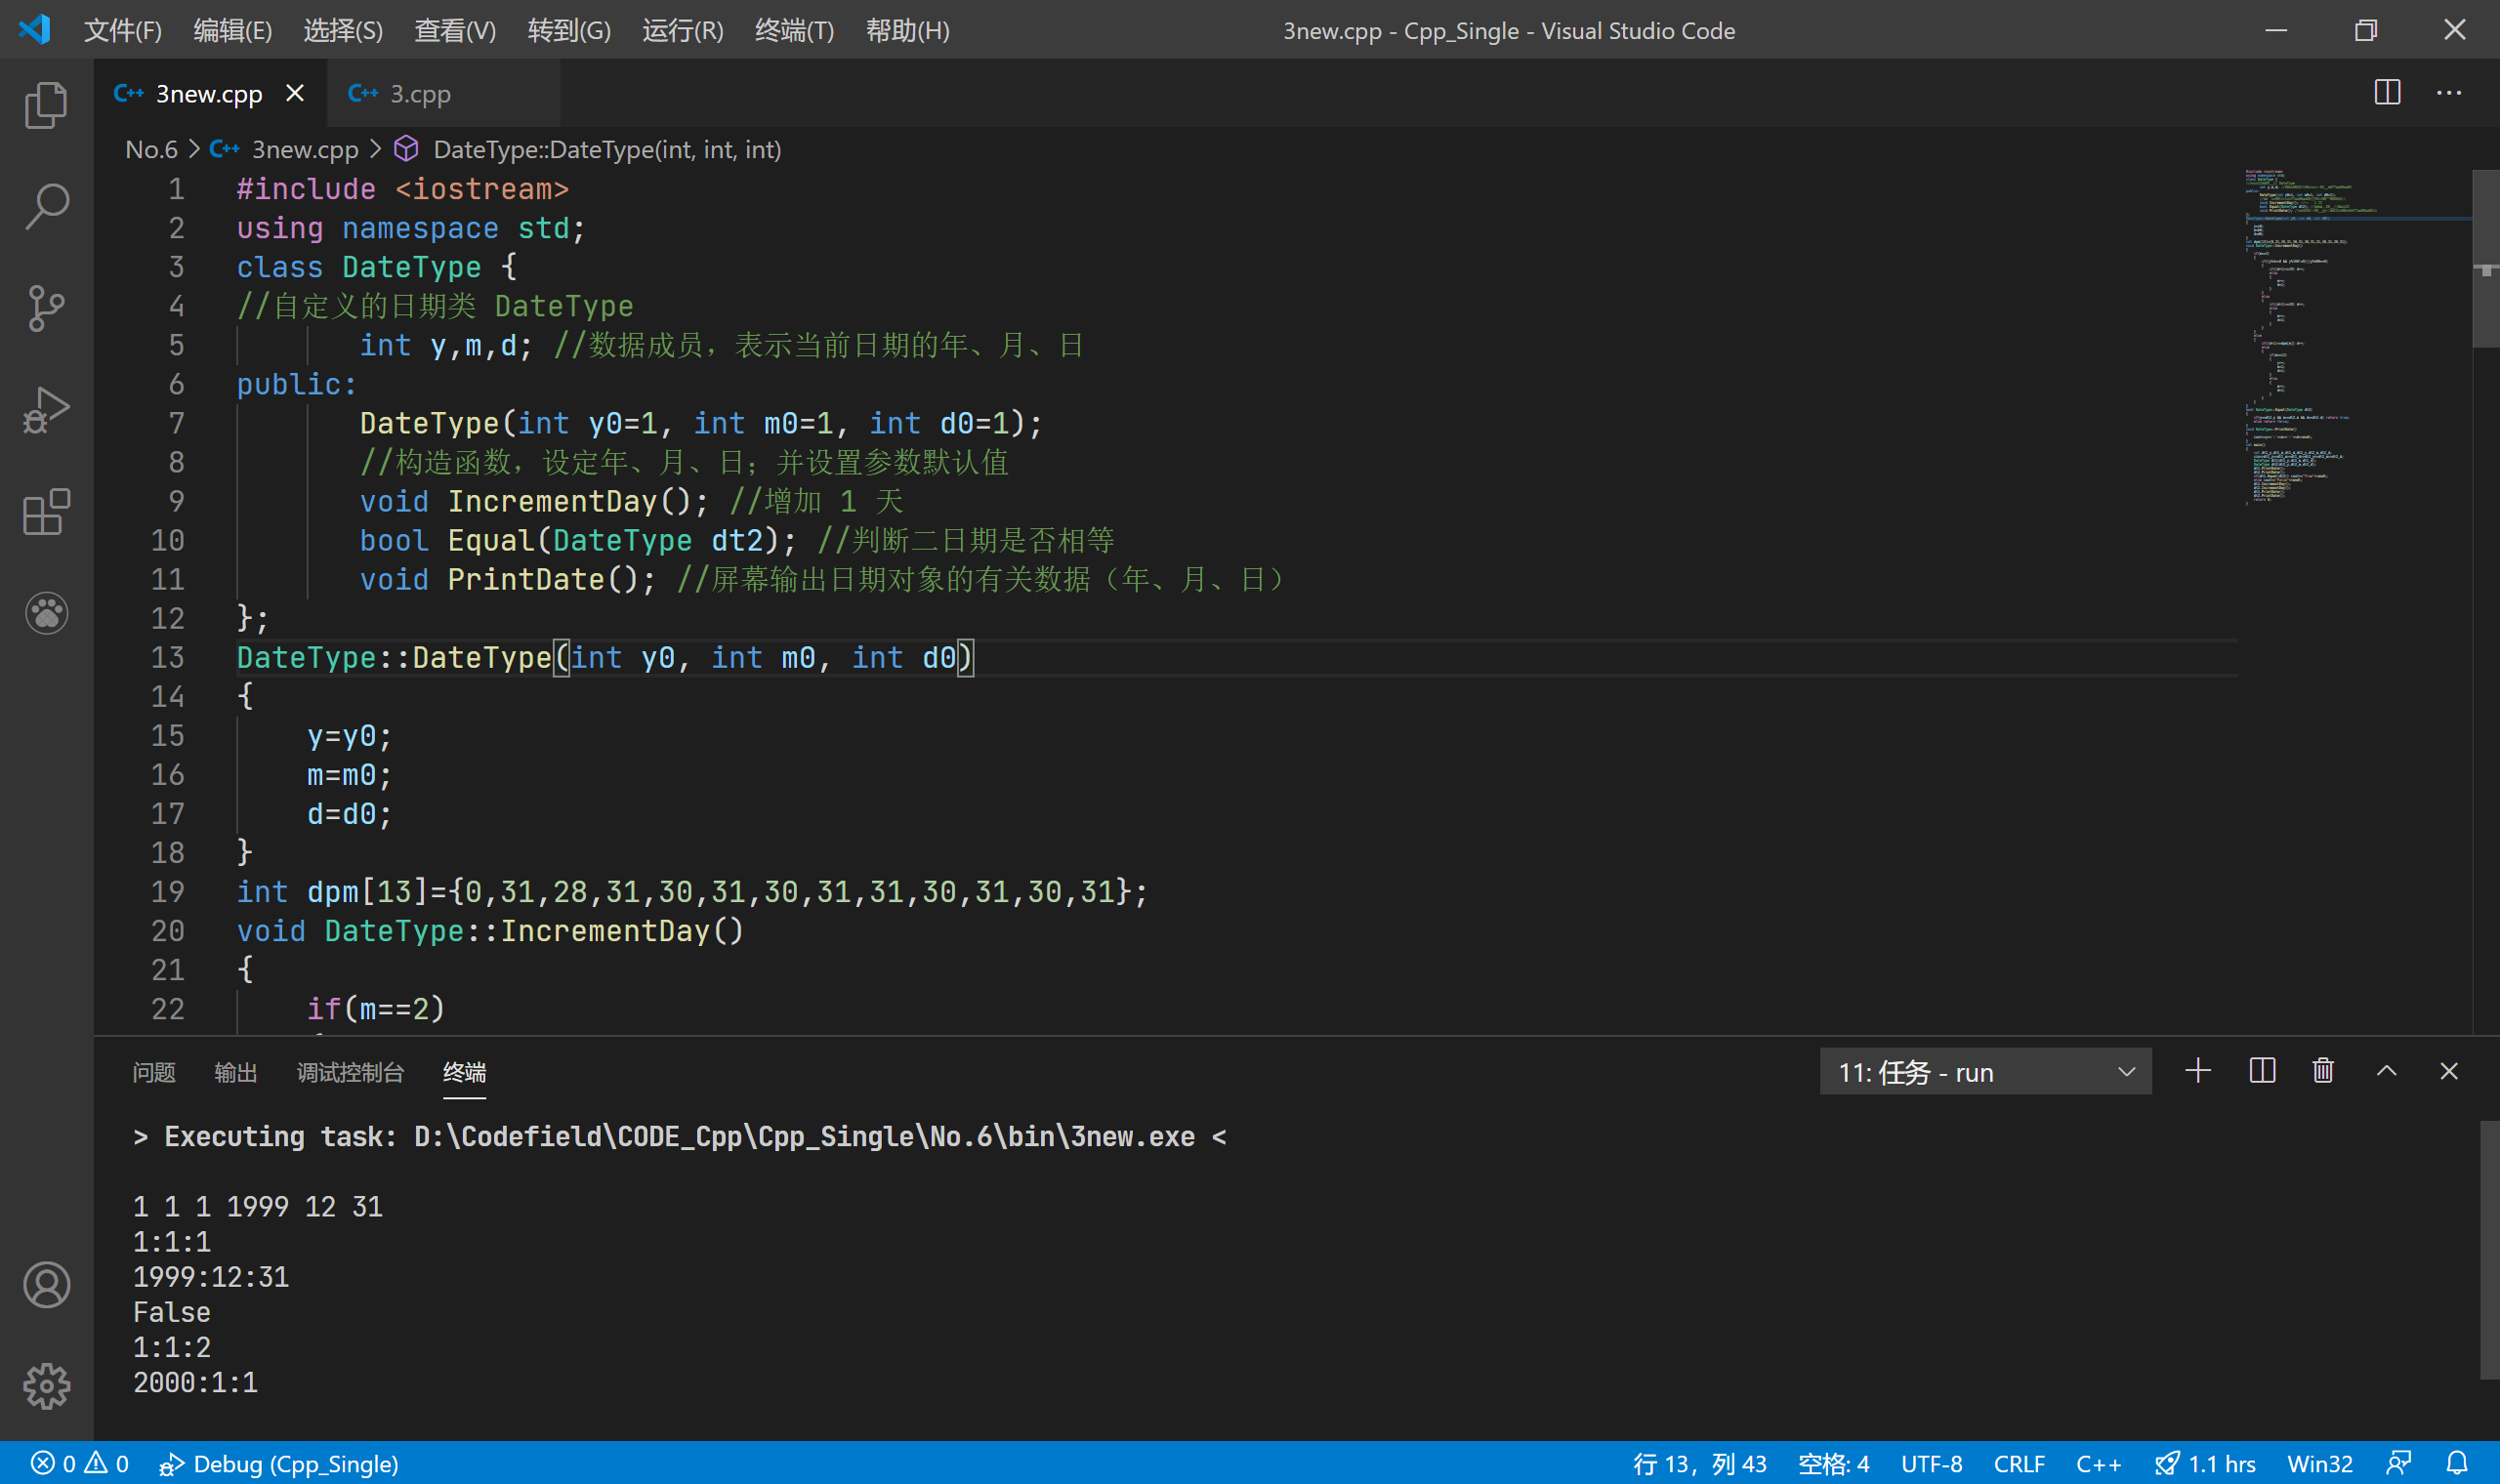 文件(F) 编辑(E) 选择(S) 查看(V) 转到(G) 运行(R) 终端(T) 帮助(H) 3new.cpp - Cpp_Single - Visual Studio Code
C++ 3new.cpp C++ 3.cpp
No.6 > C++ 3new.cpp > DateType::DateType(int, int, int)
1 #include <iostream>
2 using namespace std;
3 class DateType {
4 //自定义的日期类 DateType
5 int y,m,d; //数据成员，表示当前日期的年、月、日
6 public:
7 DateType(int y0=1, int m0=1, int d0=1);
8 //构造函数，设定年、月、日；并设置参数默认值
9 void IncrementDay(); //增加 1 天
10 bool Equal(DateType dt2); //判断二日期是否相等
11 void PrintDate(); //屏幕输出日期对象的有关数据（年、月、日）
12 };
13 DateType::DateType(int y0, int m0, int d0)
14 {
15 y=y0;
16 m=m0;
17 d=d0;
18 }
19 int dpm[13]={0,31,28,31,30,31,30,31,31,30,31,30,31};
20 void DateType::IncrementDay()
21 {
22 if(m==2)
问题 输出 调试控制台 终端 11: 任务 - run
> Executing task: D:\Codefield\CODE_Cpp\Cpp_Single\No.6\bin\3new.exe <
1 1 1 1999 12 31
1:1:1
1999:12:31
False
1:1:2
2000:1:1
0 0 Debug (Cpp_Single) 行 13，列 43 空格: 4 UTF-8 CRLF C++ 1.1 hrs Win32